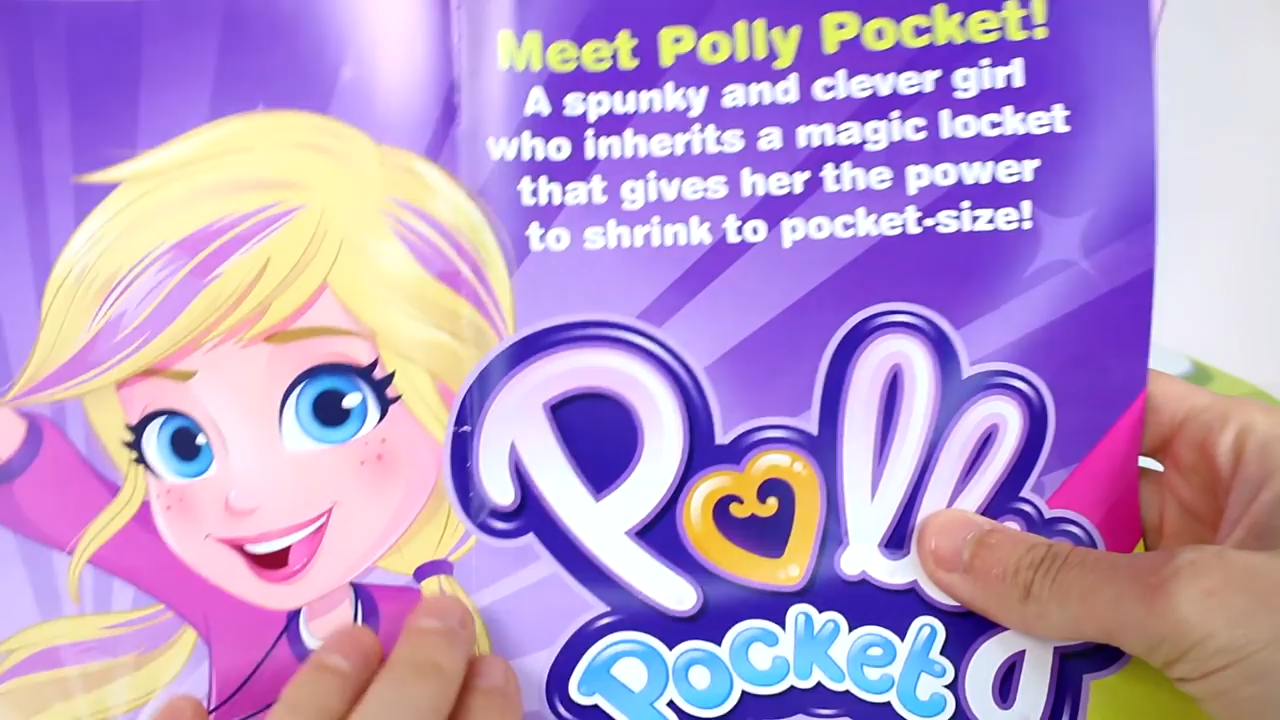 Meet Polly Pocket!
A spunky and clever girl
who inherits a magic locket
that gives her the power
to shrink to pocket-size!
Polly
Pocket